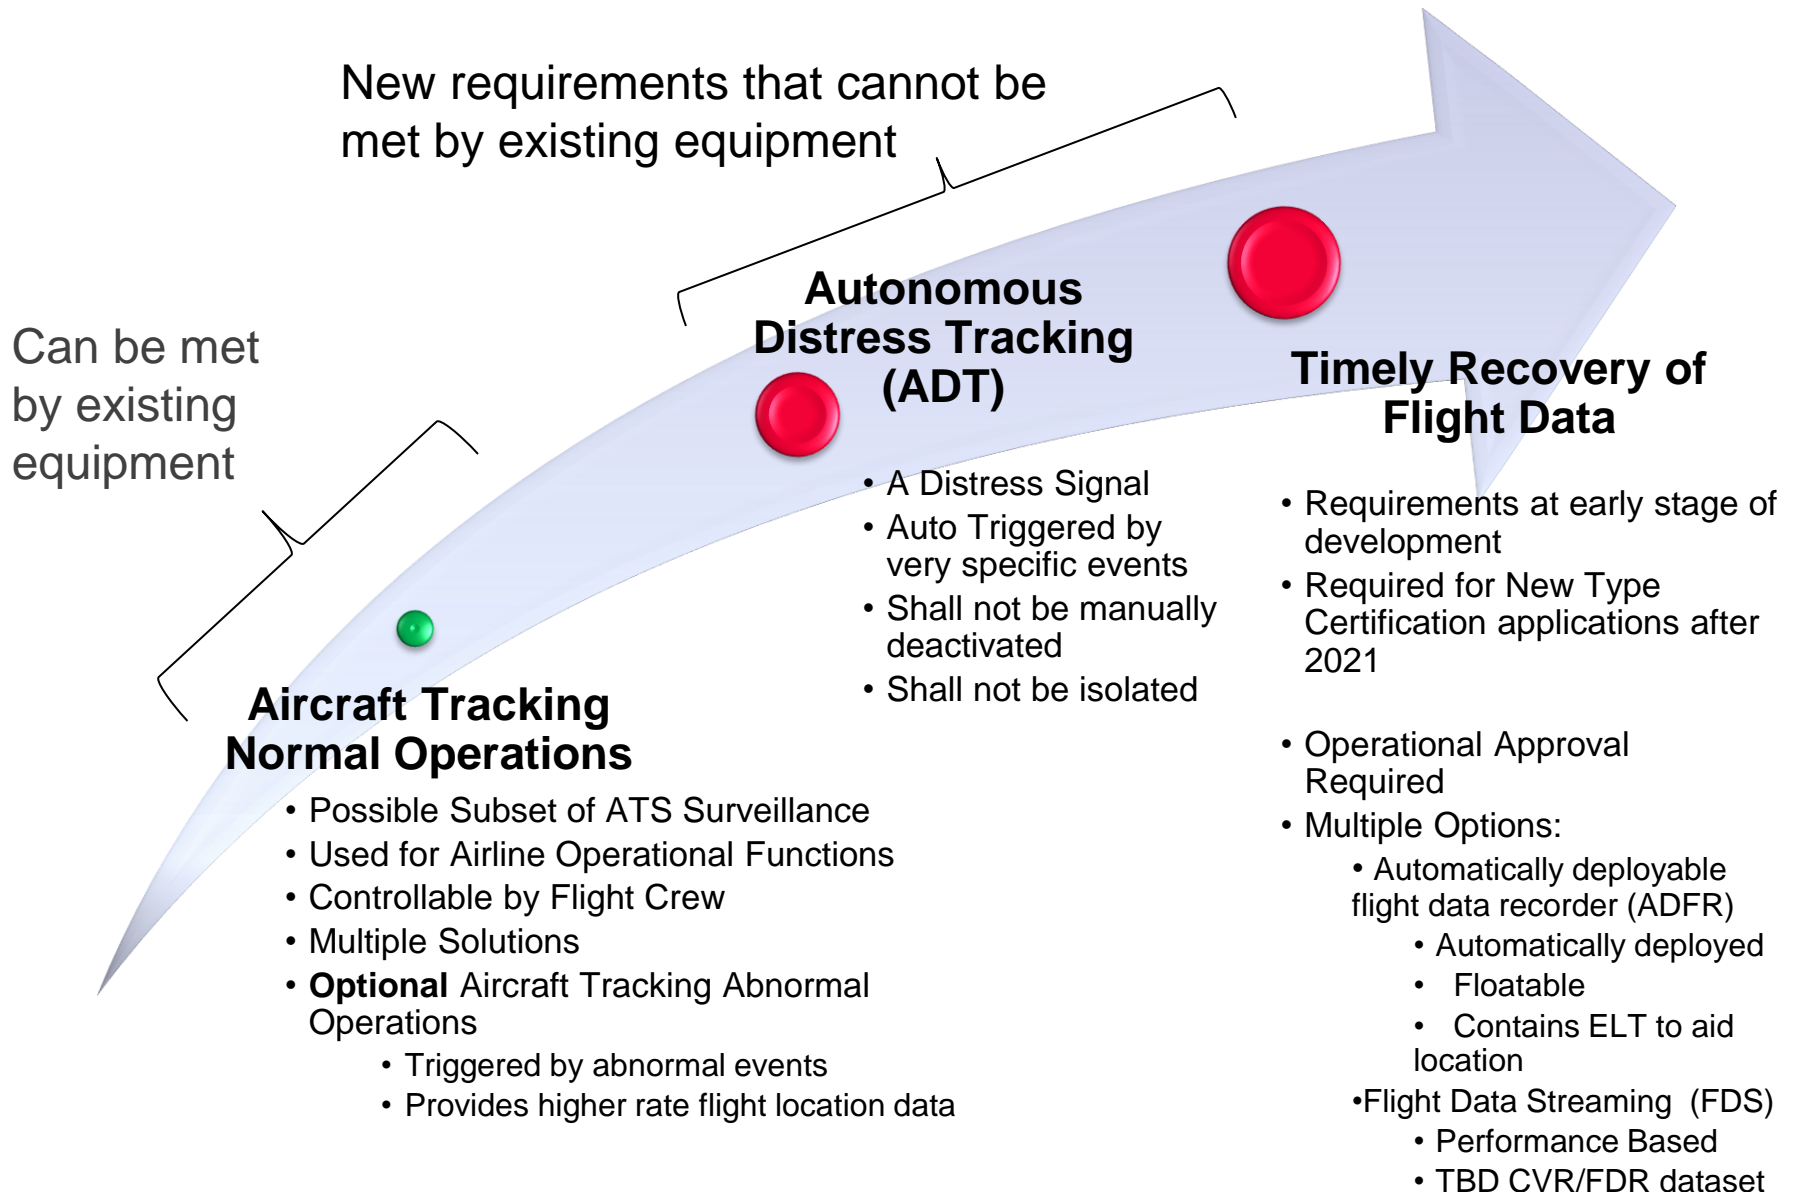 New requirements that cannot be
met by existing equipment
Can be met
by existing
equipment
Aircraft Tracking
Normal Operations
• Possible Subset of ATS Surveillance
• Used for Airline Operational Functions
• Controllable by Flight Crew
• Multiple Solutions
• Optional Aircraft Tracking Abnormal
Operations
• Triggered by abnormal events
• Provides higher rate flight location data
Autonomous
Distress Tracking
(ADT)
• A Distress Signal
• Auto Triggered by
very specific events
• Shall not be manually
deactivated
• Shall not be isolated
Timely Recovery of
Flight Data
• Requirements at early stage of
development
• Required for New Type
Certification applications after
2021
• Operational Approval
Required
• Multiple Options:
• Automatically deployable
flight data recorder (ADFR)
• Automatically deployed
• Floatable
• Contains ELT to aid
location
•Flight Data Streaming (FDS)
• Performance Based
• TBD CVR/FDR dataset